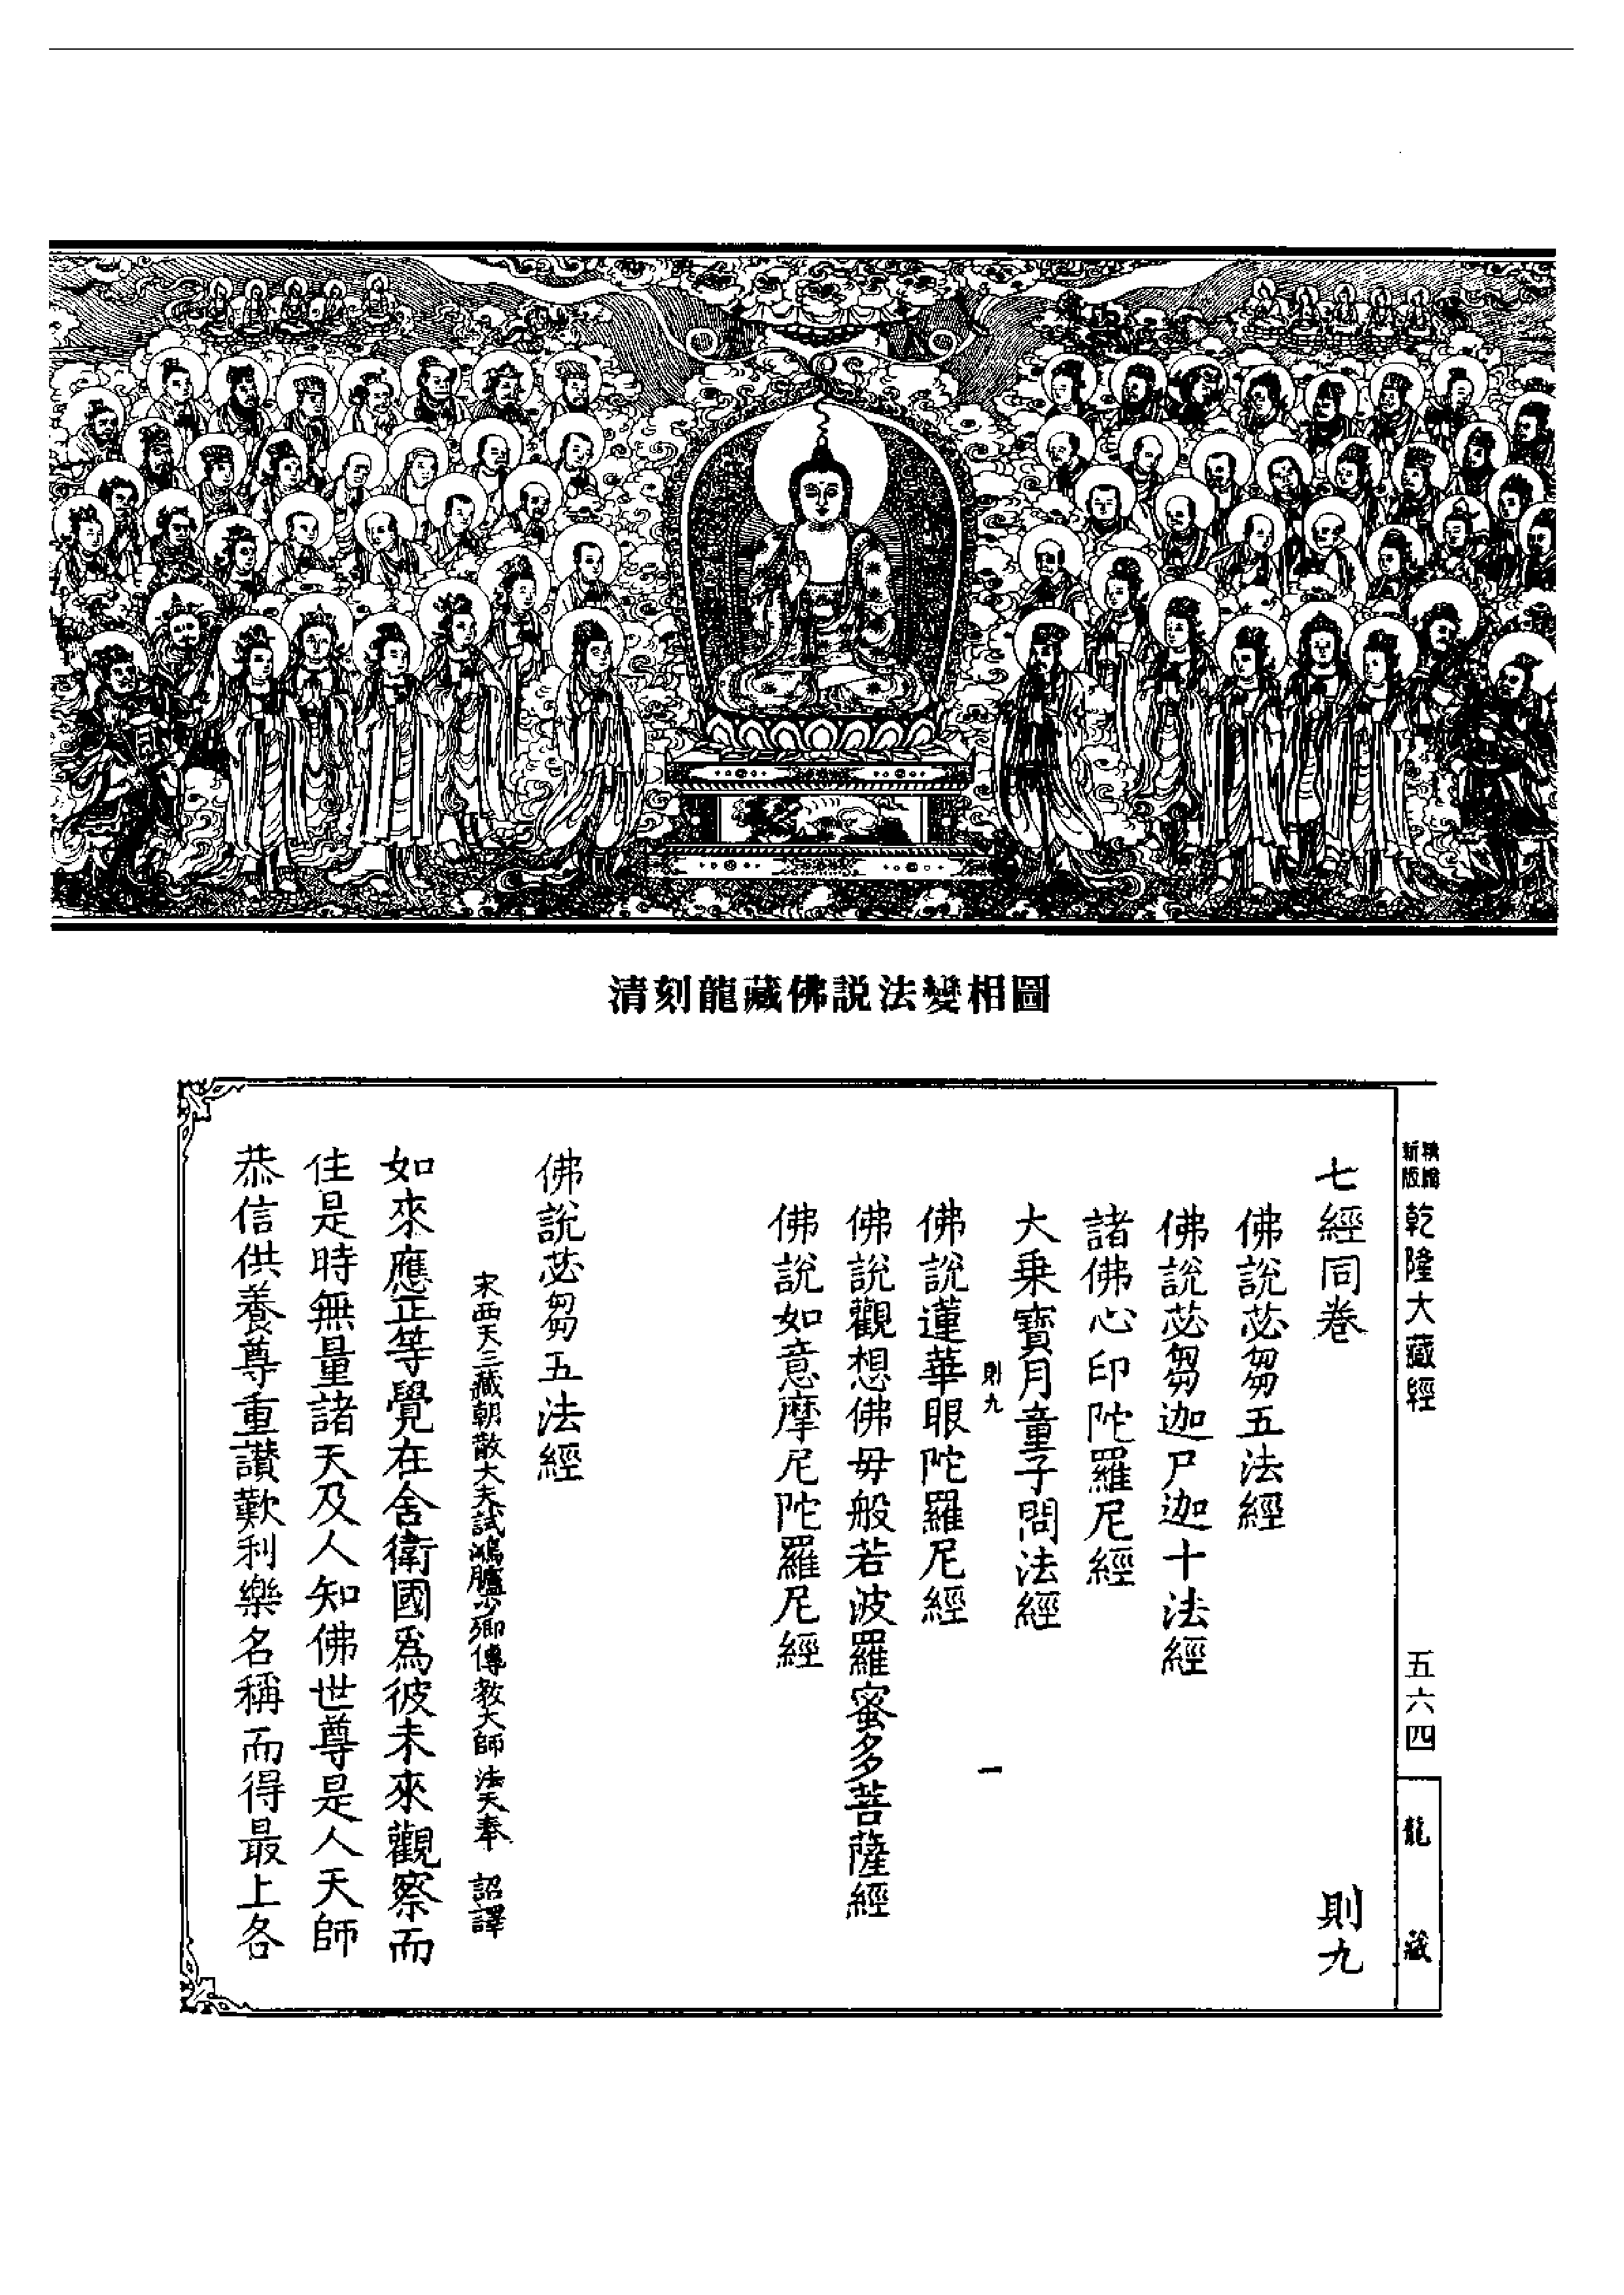 清刻龍藏佛説法變相圖
新版
乾隆大藏經
五六四
龍藏
七經同卷
則九
佛說苾芻五法經
佛說苾芻迦尸迦十法經
諸佛心印陀羅尼經
大乗寶月童子問法經
則九
一
佛說蓮華眼陀羅尼經
佛說觀想佛毋般若波羅蜜多菩薩經
佛說如意摩尼陀羅尼經
佛說苾芻五法經
宋西天三藏朝散大夫試鴻臚少卿傳教大師法天奉 詔譯
如來應正等覺在舍衛國爲彼未來觀察而
住是時無量諸天及人知佛世尊是人天師
恭信供養尊重讃歎利樂名稱而得最上各